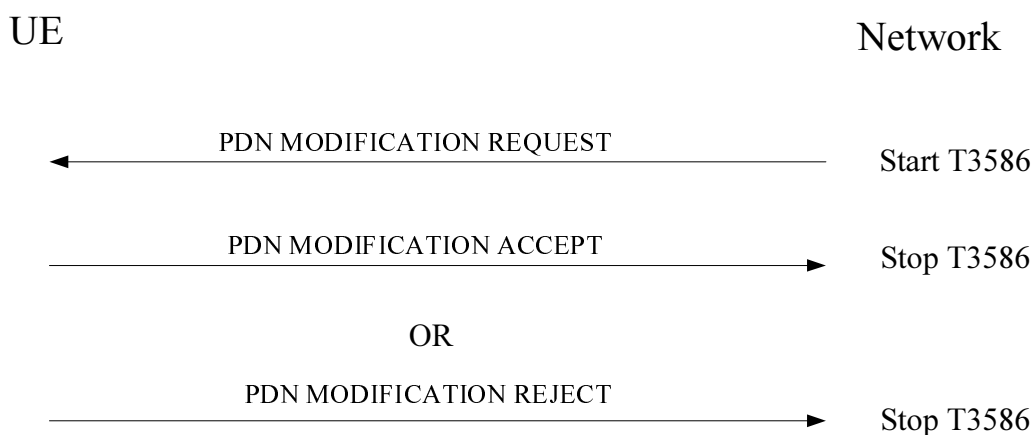 UE
Network
PDN MODIFICATION REQUEST
Start T3586
PDN MODIFICATION ACCEPT
Stop T3586
OR
PDN MODIFICATION REJECT
Stop T3586